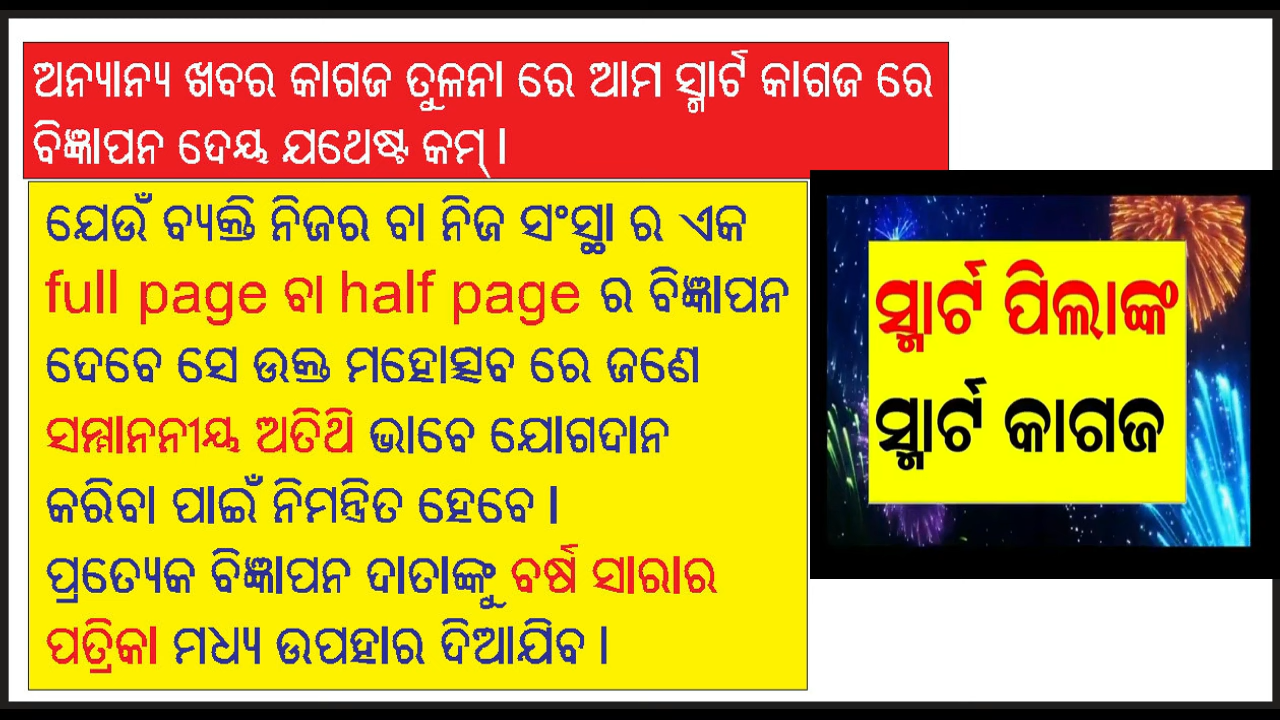 ଅନ୍ୟାନ୍ୟ ଖବର କାଗଜ ତୁଳନା ରେ ଆମ ସ୍ମାର୍ଟ କାଗଜ ରେ
ବିଜ୍ଞାପନ ଦେୟ ଯଥେଷ୍ଟ କମ୍ ।
ଯେଉଁ ବ୍ୟକ୍ତି ନିଜର ବା ନିଜ ସଂସ୍ଥା ର ଏକ
full page ବା half page ର ବିଜ୍ଞାପନ
ଦେବେ ସେ ଉକ୍ତ ମହୋତ୍ସବ ରେ ଜଣେ
ସମ୍ମାନନୀୟ ଅତିଥି ଭାବେ ଯୋଗଦାନ
କରିବା ପାଇଁ ନିମନ୍ତ୍ରିତ ହେବେ ।
ପ୍ରତ୍ୟେକ ବିଜ୍ଞାପନ ଦାତାଙ୍କୁ ବର୍ଷ ସାରାର
ପତ୍ରିକା ମଧ୍ୟ ଉପହାର ଦିଆଯିବ ।
ସ୍ମାର୍ଟ ପିଲାଙ୍କ
ସ୍ମାର୍ଟ କାଗଜ